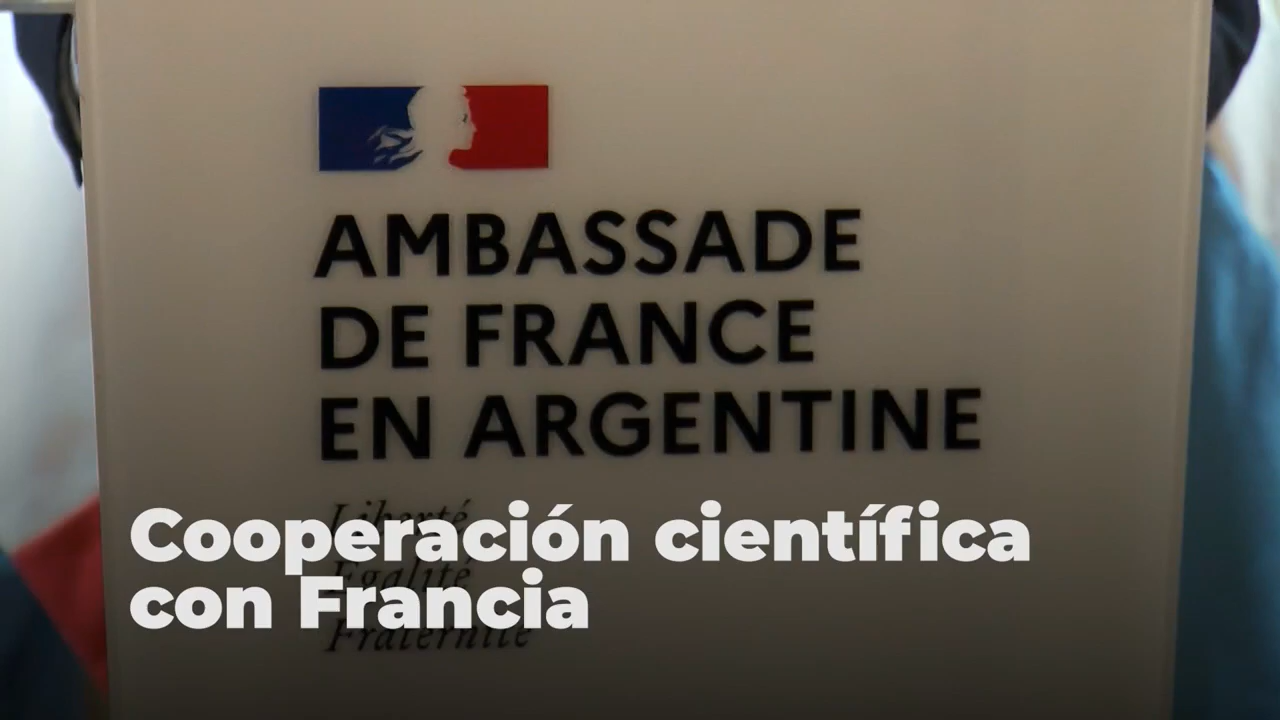 AMBASSADE
DE FRANCE
EN ARGENTINE
Liberté
Égalité
Fraternité
Cooperación científica
con Francia